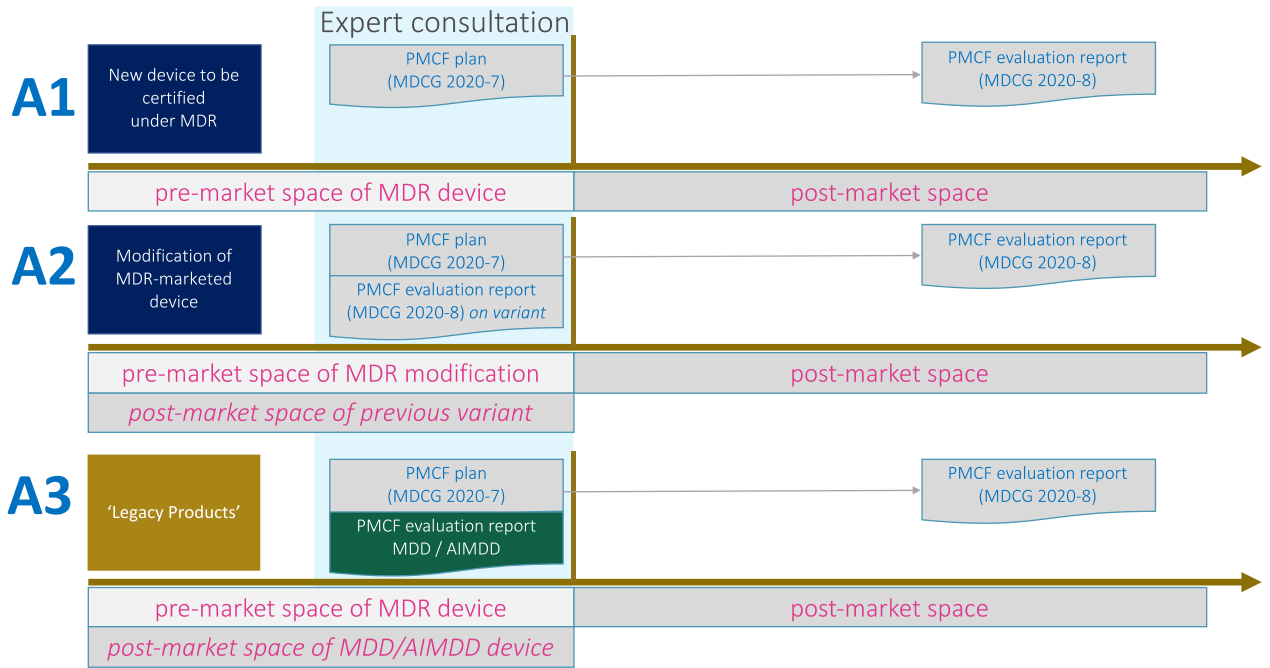 Expert consultation
A1
New device to be
certified
under MDR
PMCF plan
(MDCG 2020-7)
PMCF evaluation report
(MDCG 2020-8)
pre-market space of MDR device
post-market space
A2
Modification of
MDR-marketed
device
PMCF plan
(MDCG 2020-7)
PMCF evaluation report
(MDCG 2020-8) on variant
PMCF evaluation report
(MDCG 2020-8)
pre-market space of MDR modification
post-market space
post-market space of previous variant
A3
‘Legacy Products’
PMCF plan
(MDCG 2020-7)
PMCF evaluation report
MDD / AIMDD
PMCF evaluation report
(MDCG 2020-8)
pre-market space of MDR device
post-market space
post-market space of MDD/AIMDD device